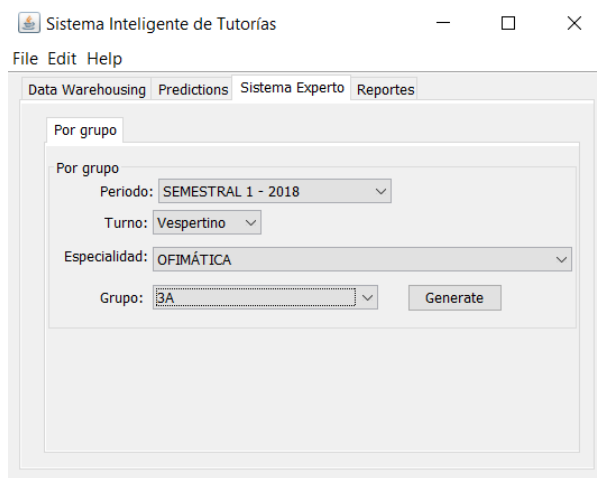 Sistema Inteligente de Tutorías
File Edit Help
Data Warehousing Predictions Sistema Experto Reportes
Por grupo
Por grupo
Periodo: SEMESTRAL 1 - 2018
Turno: Vespertino
Especialidad: OFIMÁTICA
Grupo: 3A Generate